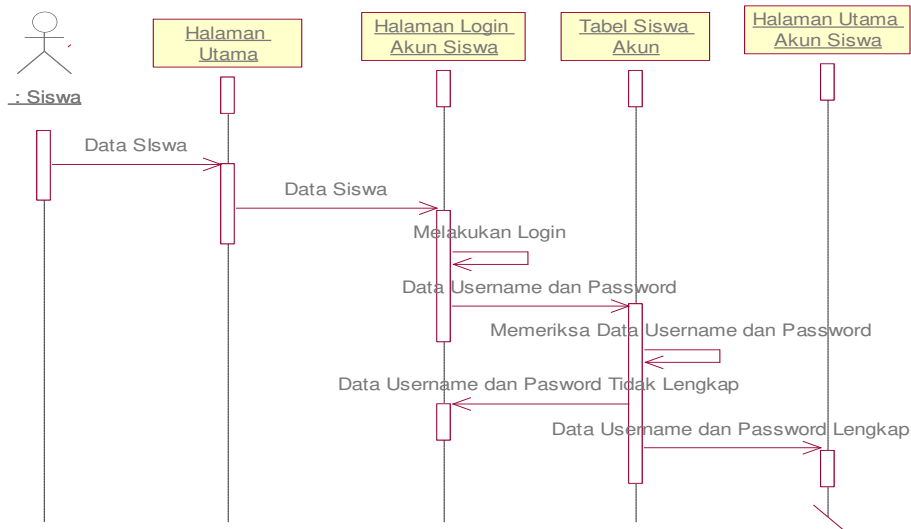 Halaman
Utama
Halaman Login
Akun Siswa
Tabel Siswa
Akun
Halaman Utama
Akun Siswa
: Siswa
Data SIswa
Data Siswa
Melakukan Login
Data Username dan Password
Memeriksa Data Username dan Password
Data Username dan Pasword Tidak Lengkap
Data Username dan Password Lengkap